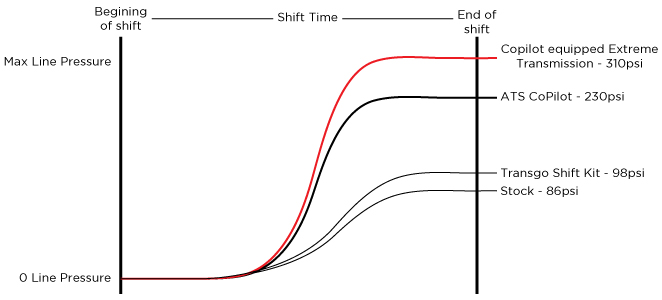 Begining
of shift
Shift Time
End of
shift
Max Line Pressure
Copilot equipped Extreme
Transmission - 310psi
ATS CoPilot - 230psi
Transgo Shift Kit - 98psi
Stock - 86psi
0 Line Pressure